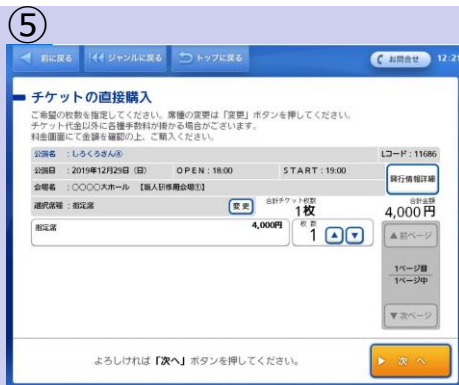 ⑤
前に戻る ジャンルに戻る トップに戻る お問合せ 12:21
チケットの直接購入
ご希望の枚数を指定してください。席種の変更は「変更」ボタンを押してください。
チケット代金以外に各種手数料が掛かる場合がございます。
料金画面にて金額を確認の上、ご購入ください。
公演名 :しろくろさん④ Lコード:11686
公演日 :2019年12月29日(日) OPEN:18:00 START:19:00
会場名 :○○○○大ホール 【新人研修用会場①】 発行情報詳細
選択席種 :指定席 変更 合計チケット枚数 1枚 合計金額 4,000円
指定席 4,000円 枚数 1 ▲ ▼
▲前ページ
1ページ目
1ページ中
▼次ページ
よろしければ「次へ」ボタンを押してください。 次へ